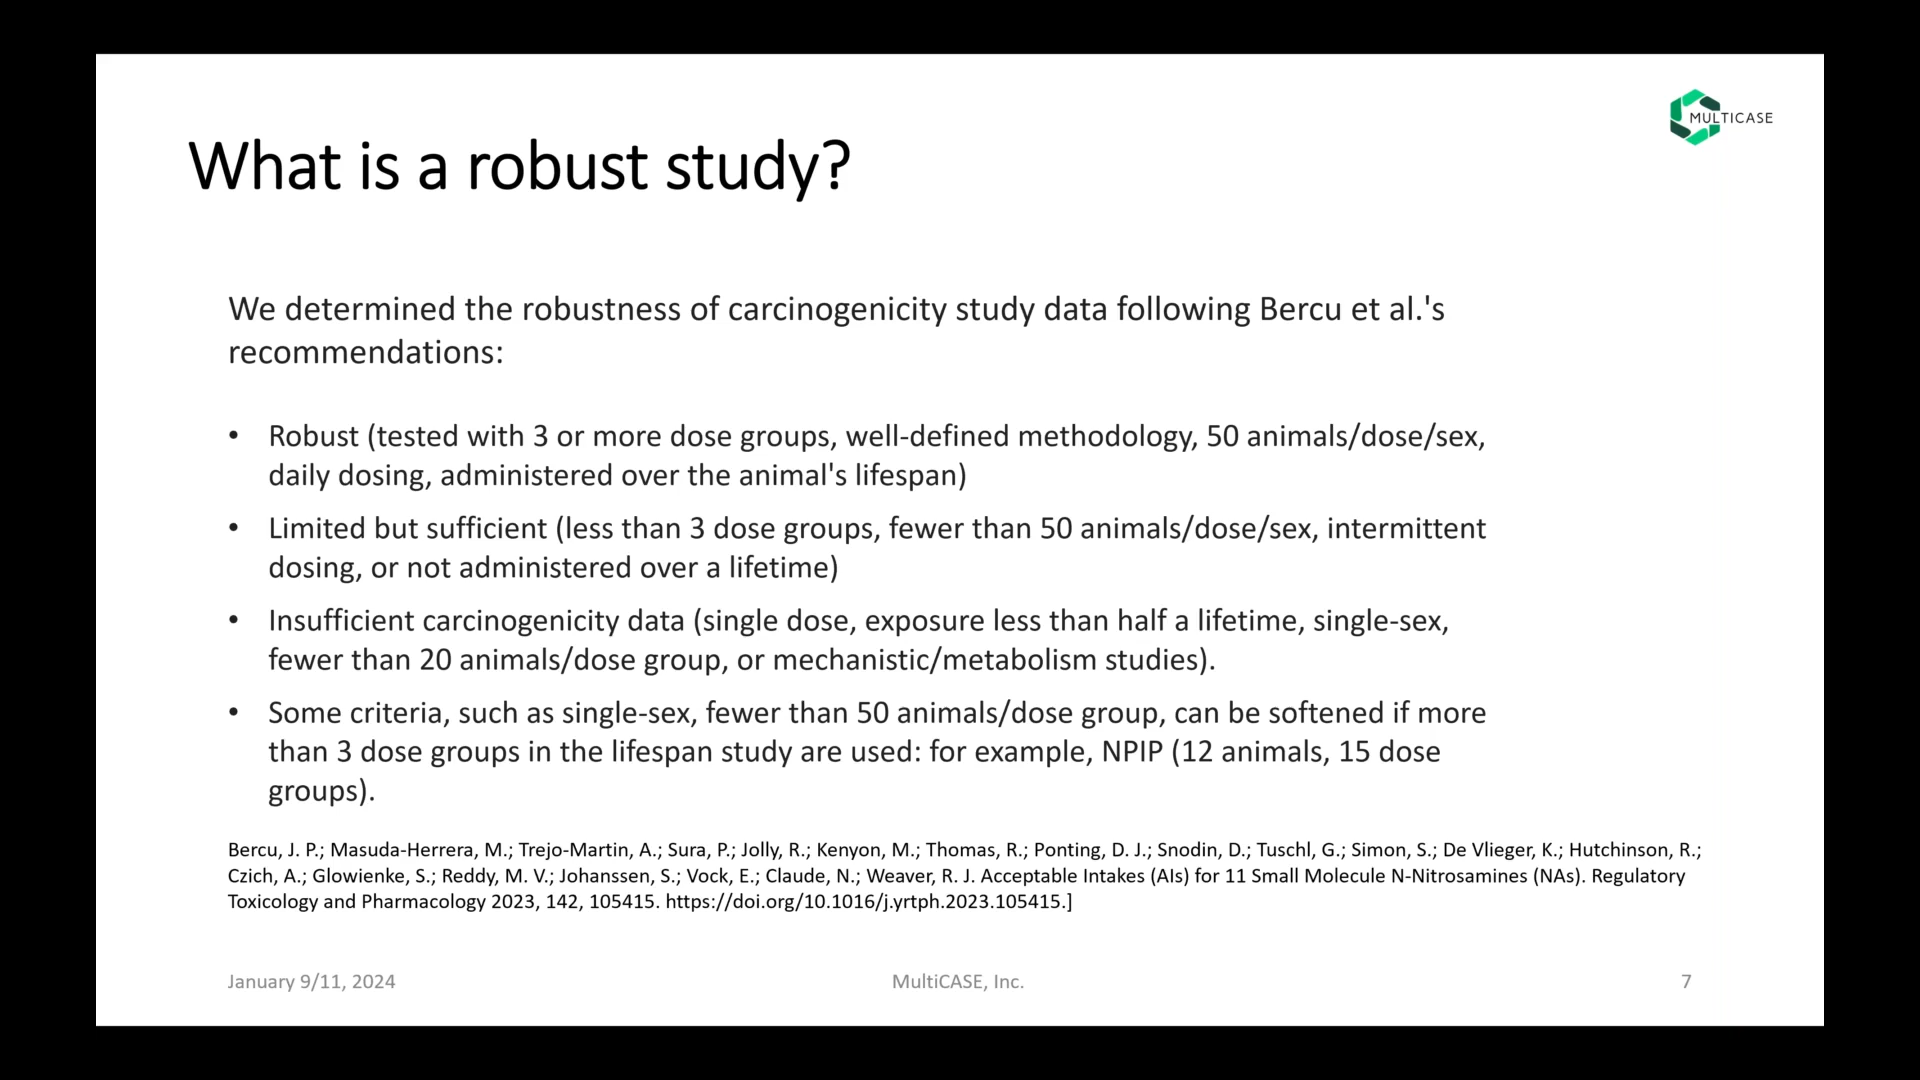 MULTICASE
What is a robust study?
We determined the robustness of carcinogenicity study data following Bercu et al.'s
recommendations:
• Robust (tested with 3 or more dose groups, well-defined methodology, 50 animals/dose/sex,
daily dosing, administered over the animal's lifespan)
• Limited but sufficient (less than 3 dose groups, fewer than 50 animals/dose/sex, intermittent
dosing, or not administered over a lifetime)
• Insufficient carcinogenicity data (single dose, exposure less than half a lifetime, single-sex,
fewer than 20 animals/dose group, or mechanistic/metabolism studies).
• Some criteria, such as single-sex, fewer than 50 animals/dose group, can be softened if more
than 3 dose groups in the lifespan study are used: for example, NPIP (12 animals, 15 dose
groups).
Bercu, J. P.; Masuda-Herrera, M.; Trejo-Martin, A.; Sura, P.; Jolly, R.; Kenyon, M.; Thomas, R.; Ponting, D. J.; Snodin, D.; Tuschl, G.; Simon, S.; De Vlieger, K.; Hutchinson, R.;
Czich, A.; Glowienke, S.; Reddy, M. V.; Johanssen, S.; Vock, E.; Claude, N.; Weaver, R. J. Acceptable Intakes (AIs) for 11 Small Molecule N-Nitrosamines (NAs). Regulatory
Toxicology and Pharmacology 2023, 142, 105415. https://doi.org/10.1016/j.yrtph.2023.105415.]
January 9/11, 2024
MultiCASE, Inc.
7